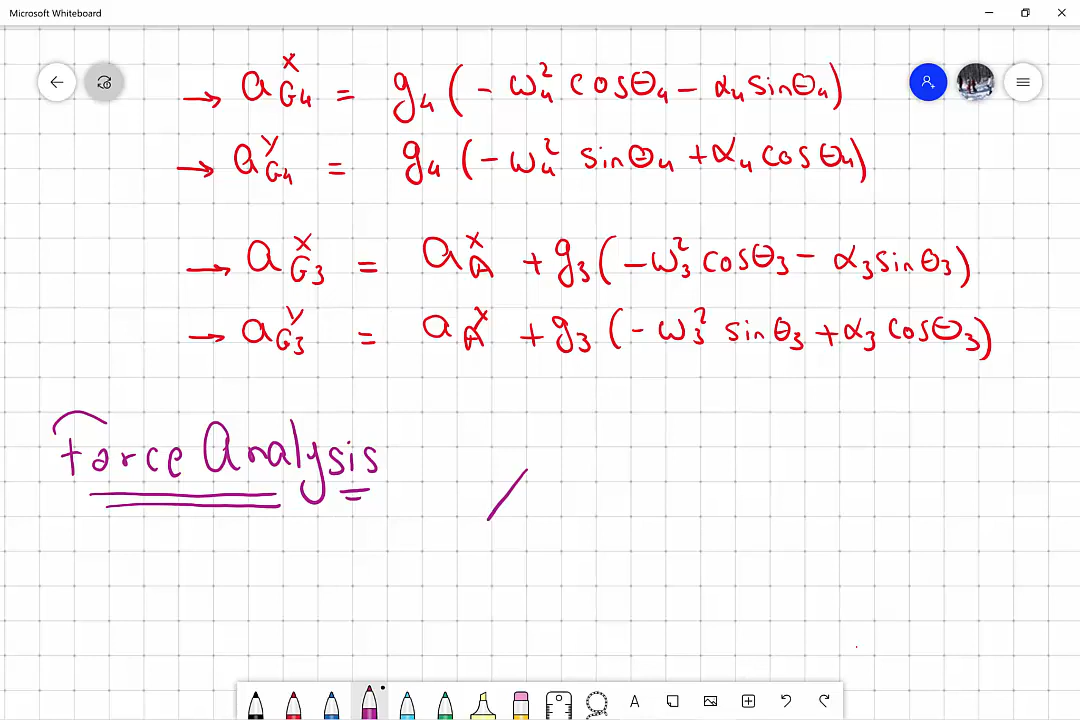 Microsoft Whiteboard
→ a^x_G4 = g₄ (- ω₄² cosθ₄ - α₄ sinθ₄)
→ a^y_G4 = g₄ (- ω₄² sinθ₄ + α₄ cosθ₄)
→ a^x_G3 = a^x_A + g₃ (- ω₃² cosθ₃ - α₃ sinθ₃)
→ a^y_G3 = a^x_A + g₃ (- ω₃² sinθ₃ + α₃ cosθ₃)
Force Analysis
A